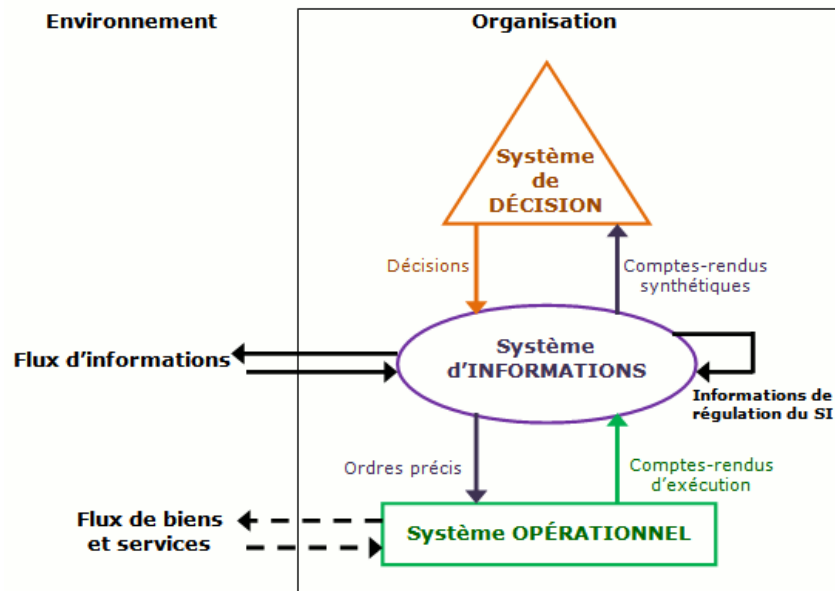 Environnement
Organisation
Système
de
DÉCISION
Décisions
Comptes-rendus
synthétiques
Flux d’informations
Système
d’INFORMATIONS
Informations de
régulation du SI
Ordres précis
Comptes-rendus
d’exécution
Flux de biens
et services
Système OPÉRATIONNEL